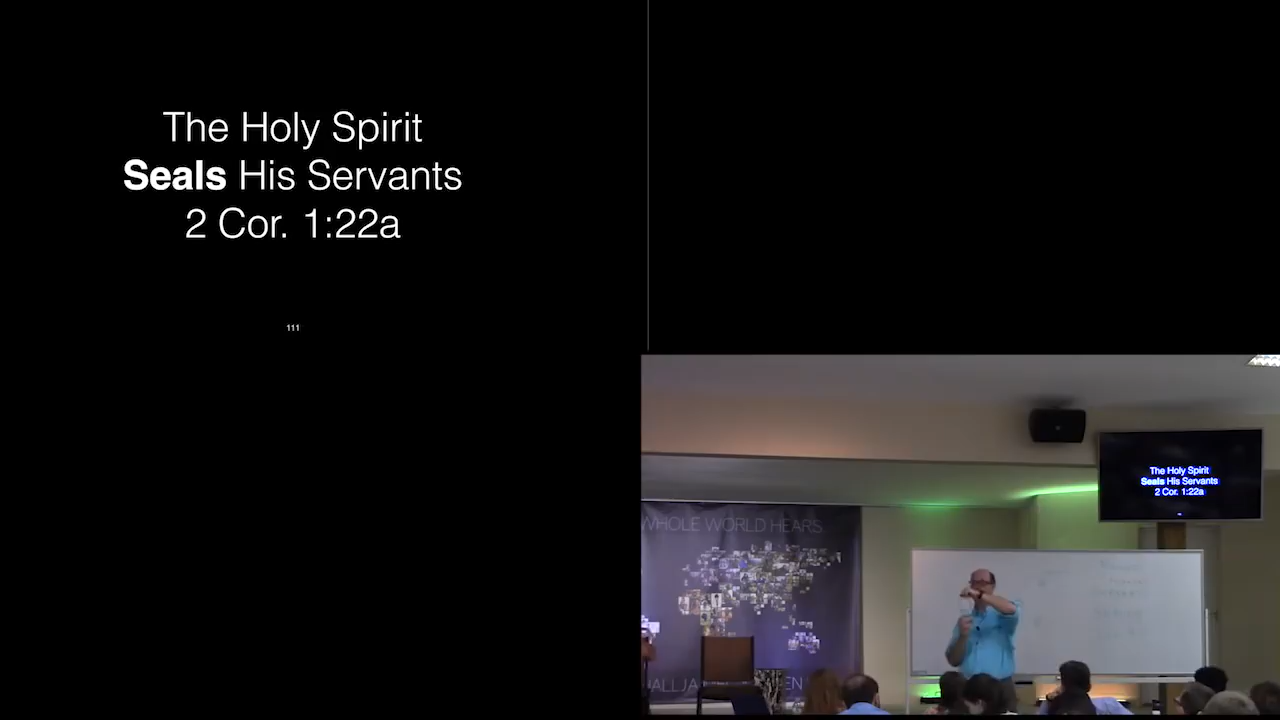 The Holy Spirit
Seals His Servants
2 Cor. 1:22a
111
WHOLE WORLD HEARS
The Holy Spirit
Seals His Servants
2 Cor. 1:22a